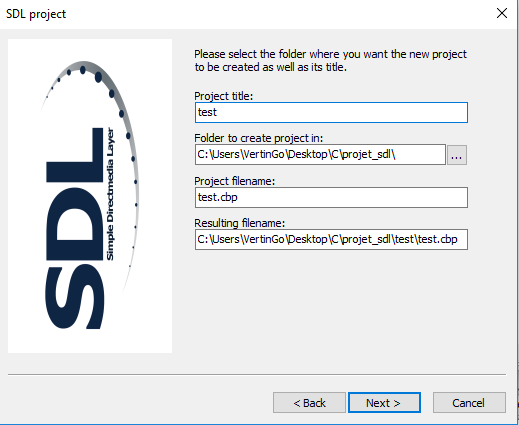 SDL project
Please select the folder where you want the new project
to be created as well as its title.
Project title:
test
Folder to create project in:
C:\Users\VertinGo\Desktop\C\projet_sdl\
...
Project filename:
test.cbp
Resulting filename:
C:\Users\VertinGo\Desktop\C\projet_sdl\test\test.cbp
SDL
Simple Directmedia Layer
< Back
Next >
Cancel